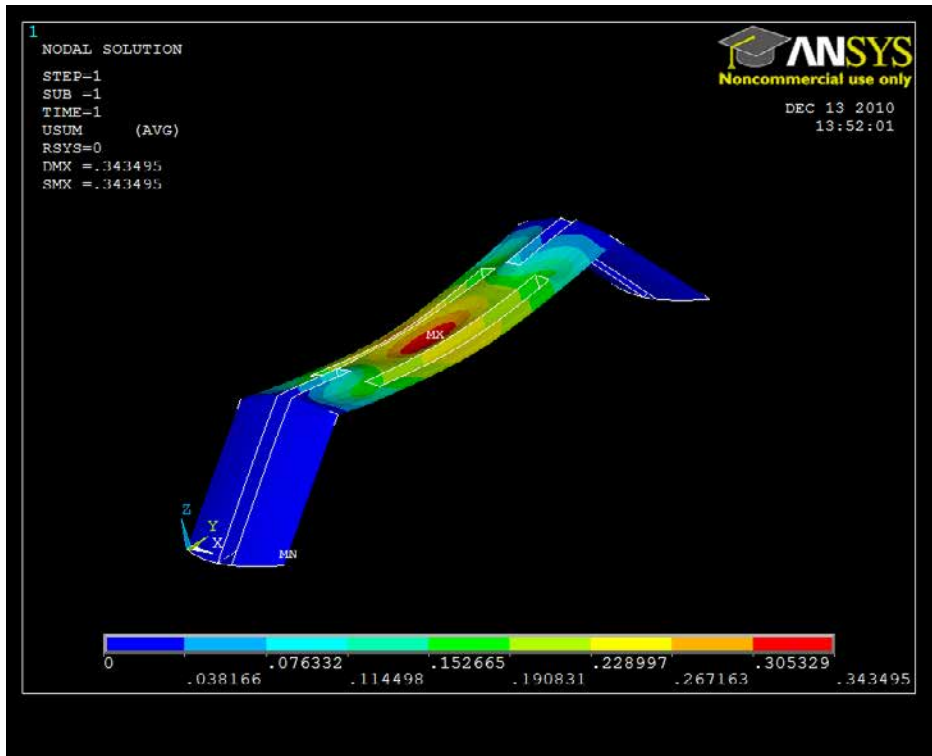 1
NODAL SOLUTION
STEP=1
SUB =1
TIME=1
USUM (AVG)
RSYS=0
DMX =.343495
SMX =.343495
ANSYS
Noncommercial use only
DEC 13 2010
13:52:01
MX
Z
Y
X
MN
0 .076332 .152665 .228997 .305329
.038166 .114498 .190831 .267163 .343495